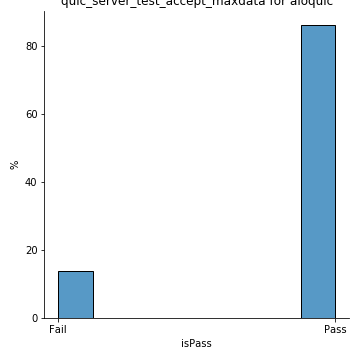 quic_server_test_accept_maxdata for aioquic
80
60
%
40
20
0
Fail
Pass
isPass